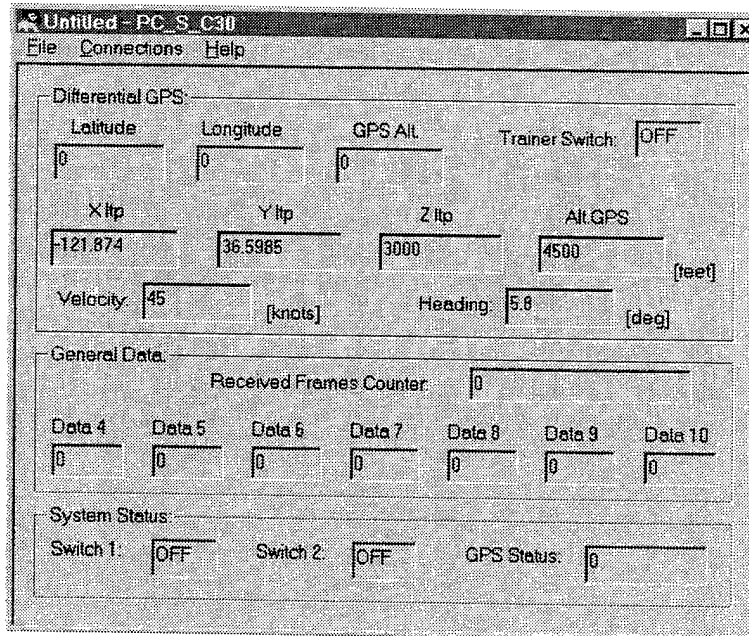 Untitled - PC_S_C30
File Connections Help
Differential GPS:
Latitude Longitude GPS Alt. Trainer Switch: OFF
0 0 0
X ltp Y ltp Z ltp Alt GPS
-121.874 36.5985 3000 4500 [feet]
Velocity: 45 [knots] Heading: 5.8 [deg]
General Data:
Received Frames Counter: 0
Data 4 Data 5 Data 6 Data 7 Data 8 Data 9 Data 10
0 0 0 0 0 0 0
System Status:
Switch 1: OFF Switch 2: OFF GPS Status: 0